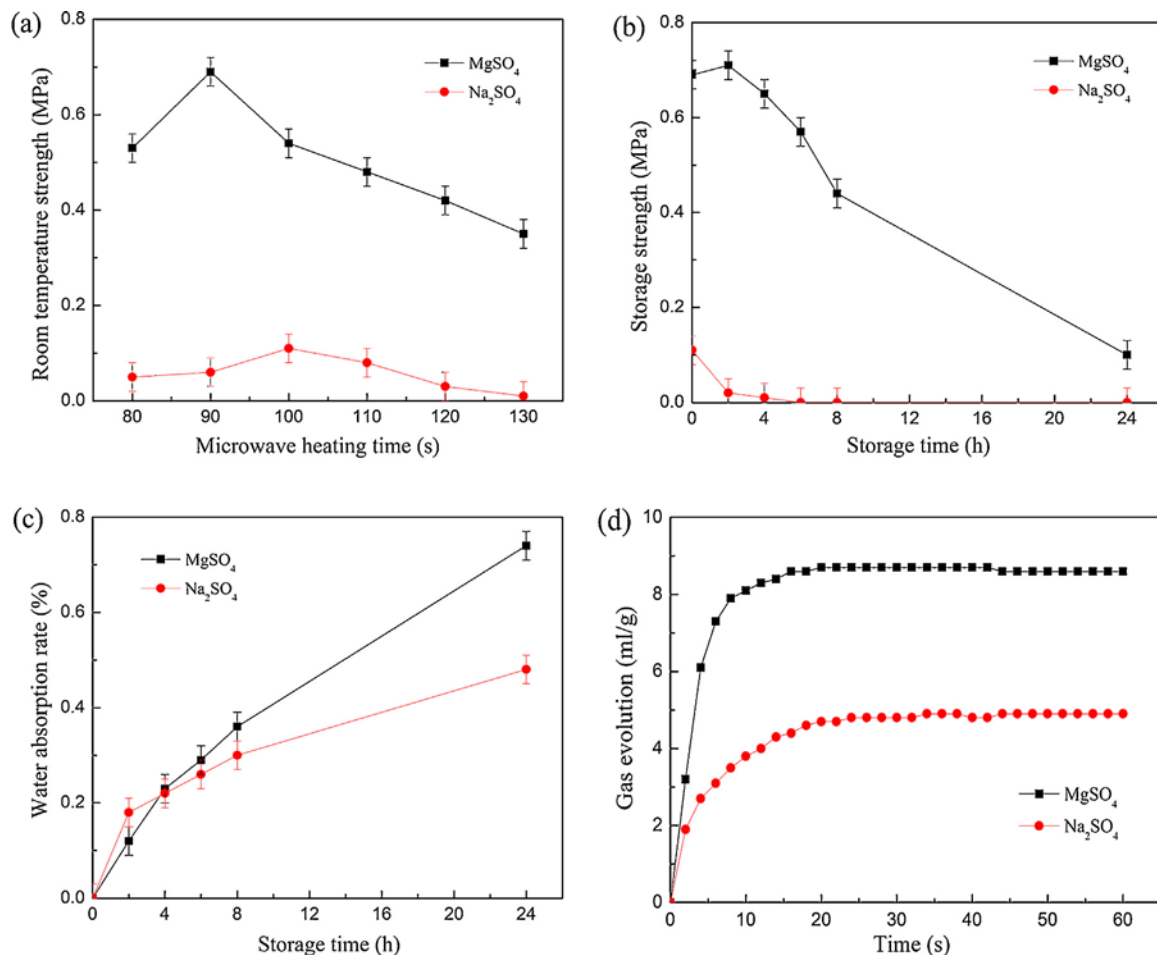 (a)
0.8
0.6
0.4
0.2
0.0
Room temperature strength (MPa)
MgSO₄
Na₂SO₄
80 90 100 110 120 130
Microwave heating time (s)
(b)
0.8
0.6
0.4
0.2
0.0
Storage strength (MPa)
MgSO₄
Na₂SO₄
0 4 8 12 16 20 24
Storage time (h)
(c)
0.8
0.6
0.4
0.2
0.0
Water absorption rate (%)
MgSO₄
Na₂SO₄
0 4 8 12 16 20 24
Storage time (h)
(d)
10
8
6
4
2
0
Gas evolution (ml/g)
MgSO₄
Na₂SO₄
0 10 20 30 40 50 60
Time (s)